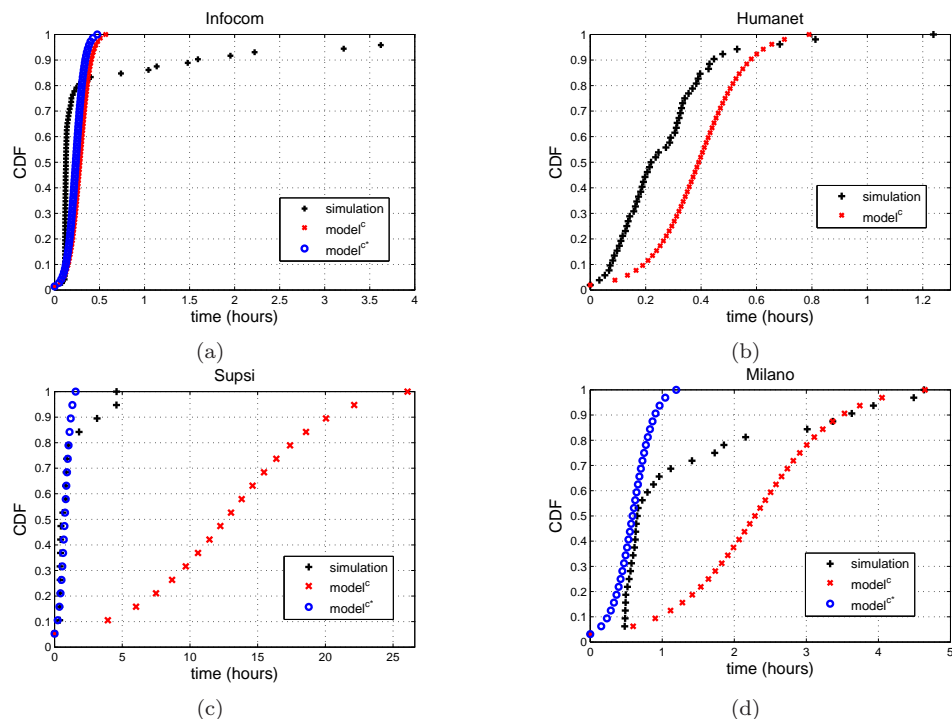 Infocom
1
0.9
0.8
0.7
0.6
0.5
0.4
0.3
0.2
0.1
0
CDF
simulation
model^c
model^c*
0 0.5 1 1.5 2 2.5 3 3.5 4
time (hours)
(a)
Humanet
1
0.9
0.8
0.7
0.6
0.5
0.4
0.3
0.2
0.1
0
CDF
simulation
model^c
0 0.2 0.4 0.6 0.8 1 1.2
time (hours)
(b)
Supsi
1
0.9
0.8
0.7
0.6
0.5
0.4
0.3
0.2
0.1
0
CDF
simulation
model^c
model^c*
0 5 10 15 20 25
time (hours)
(c)
Milano
1
0.9
0.8
0.7
0.6
0.5
0.4
0.3
0.2
0.1
0
CDF
simulation
model^c
model^c*
0 1 2 3 4 5
time (hours)
(d)